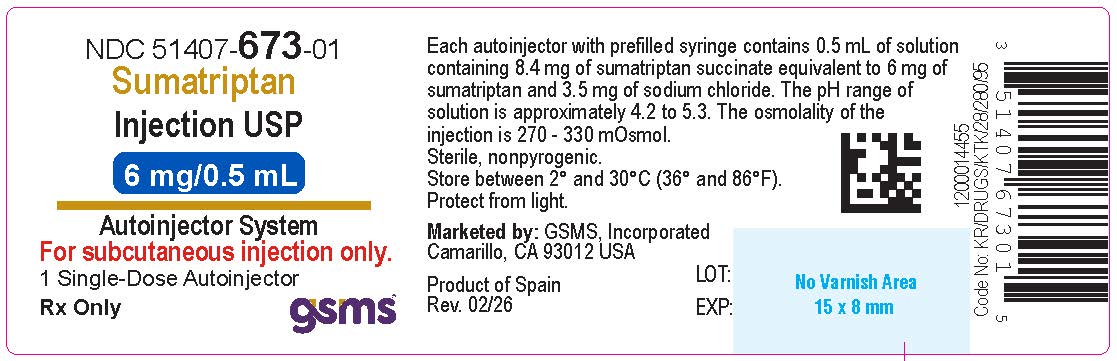 NDC 51407-673-01
Sumatriptan
Injection USP
6 mg/0.5 mL
Autoinjector System
For subcutaneous injection only.
1 Single-Dose Autoinjector
Rx Only
gsms
Each autoinjector with prefilled syringe contains 0.5 mL of solution
containing 8.4 mg of sumatriptan succinate equivalent to 6 mg of
sumatriptan and 3.5 mg of sodium chloride. The pH range of
solution is approximately 4.2 to 5.3. The osmolality of the
injection is 270 - 330 mOsmol.
Sterile, nonpyrogenic.
Store between 2° and 30°C (36° and 86°F).
Protect from light.
Marketed by: GSMS, Incorporated
Camarillo, CA 93012 USA
Product of Spain
Rev. 02/26
LOT:
EXP:
No Varnish Area
15 x 8 mm
1200014455
Code No: KR/DRUGS/KTK/28/280/95
3 51407 67301 5